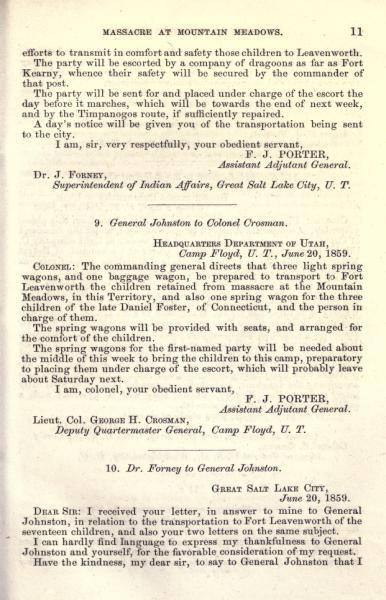 MASSACRE AT MOUNTAIN MEADOWS. 11
efforts to transmit in comfort and safety those children to Leavenworth.
The party will be escorted by a company of dragoons as far as Fort
Kearny, whence their safety will be secured by the commander of
that post.
The party will be sent for and placed under charge of the escort the
day before it marches, which will be towards the end of next week,
and by the Timpanogos route, if sufficiently repaired.
A day's notice will be given you of the transportation being sent
to the city.
I am, sir, very respectfully, your obedient servant,
F. J. PORTER,
Assistant Adjutant General.
Dr. J. FORNEY,
Superintendent of Indian Affairs, Great Salt Lake City, U. T.
9. General Johnston to Colonel Crosman.
HEADQUARTERS DEPARTMENT OF UTAH,
Camp Floyd, U. T., June 20, 1859.
COLONEL: The commanding general directs that three light spring
wagons, and one baggage wagon, be prepared to transport to Fort
Leavenworth the children retained from massacre at the Mountain
Meadows, in this Territory, and also one spring wagon for the three
children of the late Daniel Foster, of Connecticut, and the person in
charge of them.
The spring wagons will be provided with seats, and arranged for
the comfort of the children.
The spring wagons for the first-named party will be needed about
the middle of this week to bring the children to this camp, preparatory
to placing them under charge of the escort, which will probably leave
about Saturday next.
I am, colonel, your obedient servant,
F. J. PORTER,
Assistant Adjutant General.
Lieut. Col. GEORGE H. CROSMAN,
Deputy Quartermaster General, Camp Floyd, U. T.
10. Dr. Forney to General Johnston.
GREAT SALT LAKE CITY,
June 20, 1859.
DEAR SIR: I received your letter, in answer to mine to General
Johnston, in relation to the transportation to Fort Leavenworth of the
seventeen children, and also your two letters on the same subject.
I can hardly find language to express my thankfulness to General
Johnston and yourself, for the favorable consideration of my request.
Have the kindness, my dear sir, to say to General Johnston that I